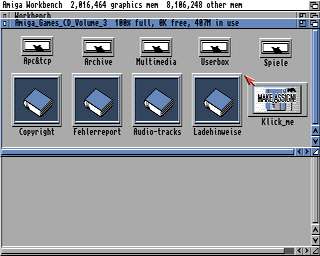 Amiga Workbench 2,016,464 graphics mem 8,106,248 other mem
Workbench
Amiga_Games_CD_Volume_3 100% full, 0K free, 407M in use
Apc&tcp Archive Multimedia Userbox Spiele
MAKE ASSIGN!
Copyright Fehlerreport Audio-tracks Ladehinweise Klick_me